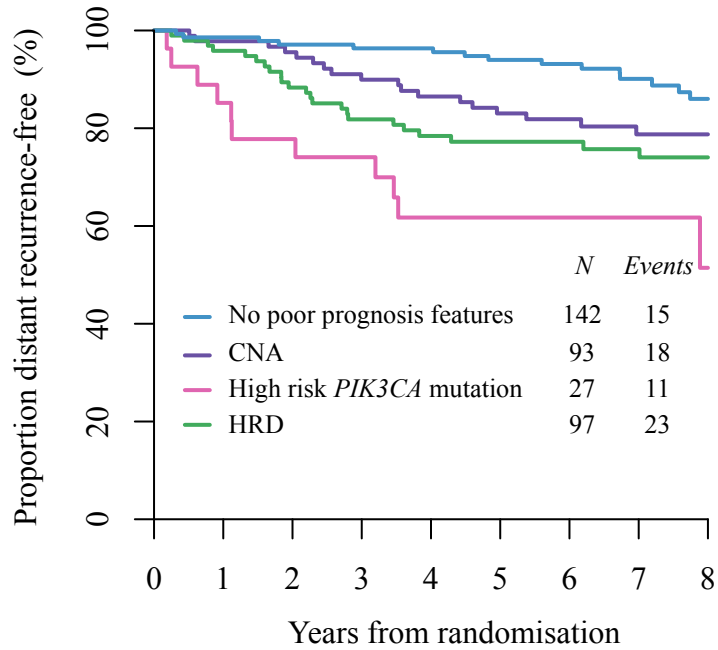 Proportion distant recurrence-free (%)
100
80
60
40
20
0
N Events
No poor prognosis features 142 15
CNA 93 18
High risk PIK3CA mutation 27 11
HRD 97 23
0 1 2 3 4 5 6 7 8
Years from randomisation